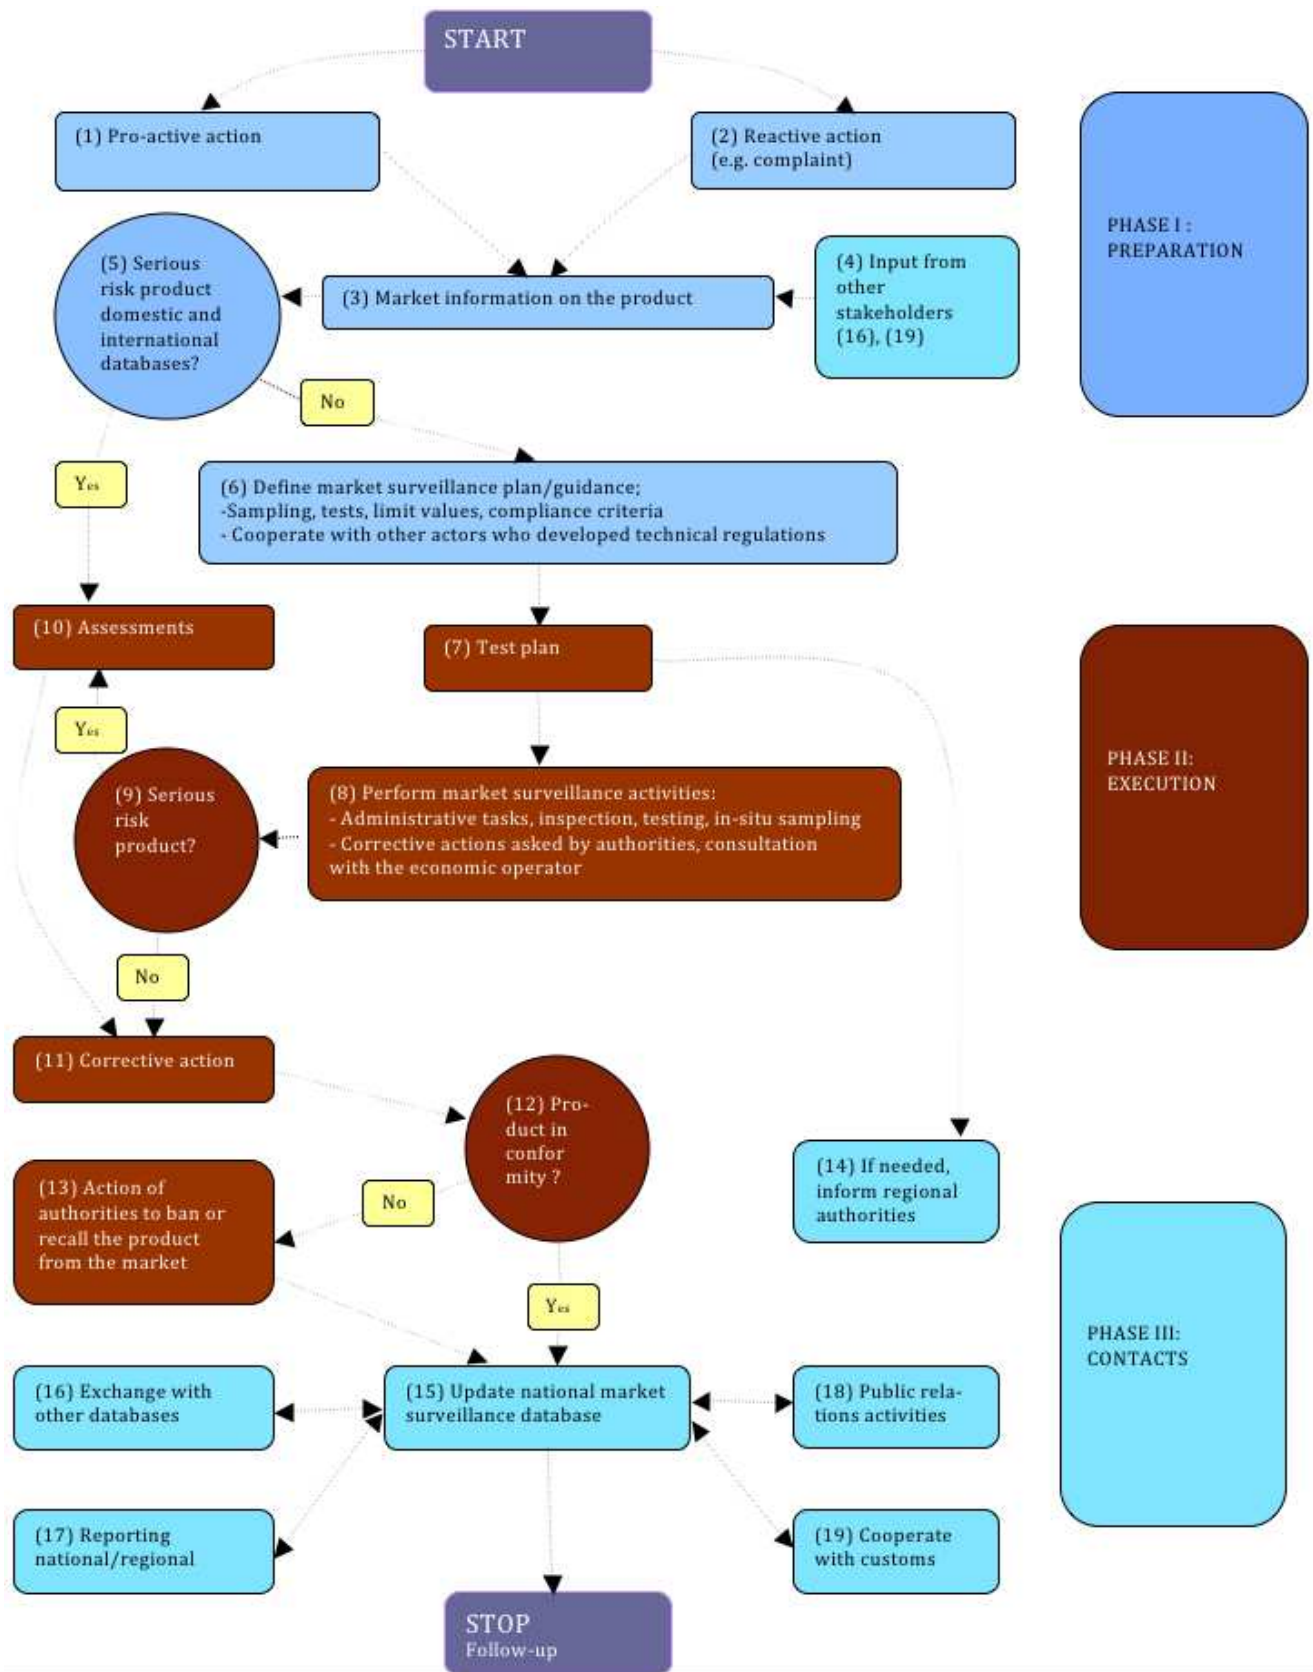 START
(1) Pro-active action
(2) Reactive action
(e.g. complaint)
PHASE I :
PREPARATION
(5) Serious
risk product
domestic and
international
databases?
(3) Market information on the product
(4) Input from
other
stakeholders
(16), (19)
No
Yes
(6) Define market surveillance plan/guidance;
-Sampling, tests, limit values, compliance criteria
- Cooperate with other actors who developed technical regulations
(10) Assessments
(7) Test plan
Yes
PHASE II:
EXECUTION
(9) Serious
risk
product?
(8) Perform market surveillance activities:
- Administrative tasks, inspection, testing, in-situ sampling
- Corrective actions asked by authorities, consultation
with the economic operator
No
(11) Corrective action
(12) Pro-
duct in
confor
mity ?
(13) Action of
authorities to ban or
recall the product
from the market
No
(14) If needed,
inform regional
authorities
Yes
PHASE III:
CONTACTS
(16) Exchange with
other databases
(15) Update national market
surveillance database
(18) Public rela-
tions activities
(17) Reporting
national/regional
(19) Cooperate
with customs
STOP
Follow-up